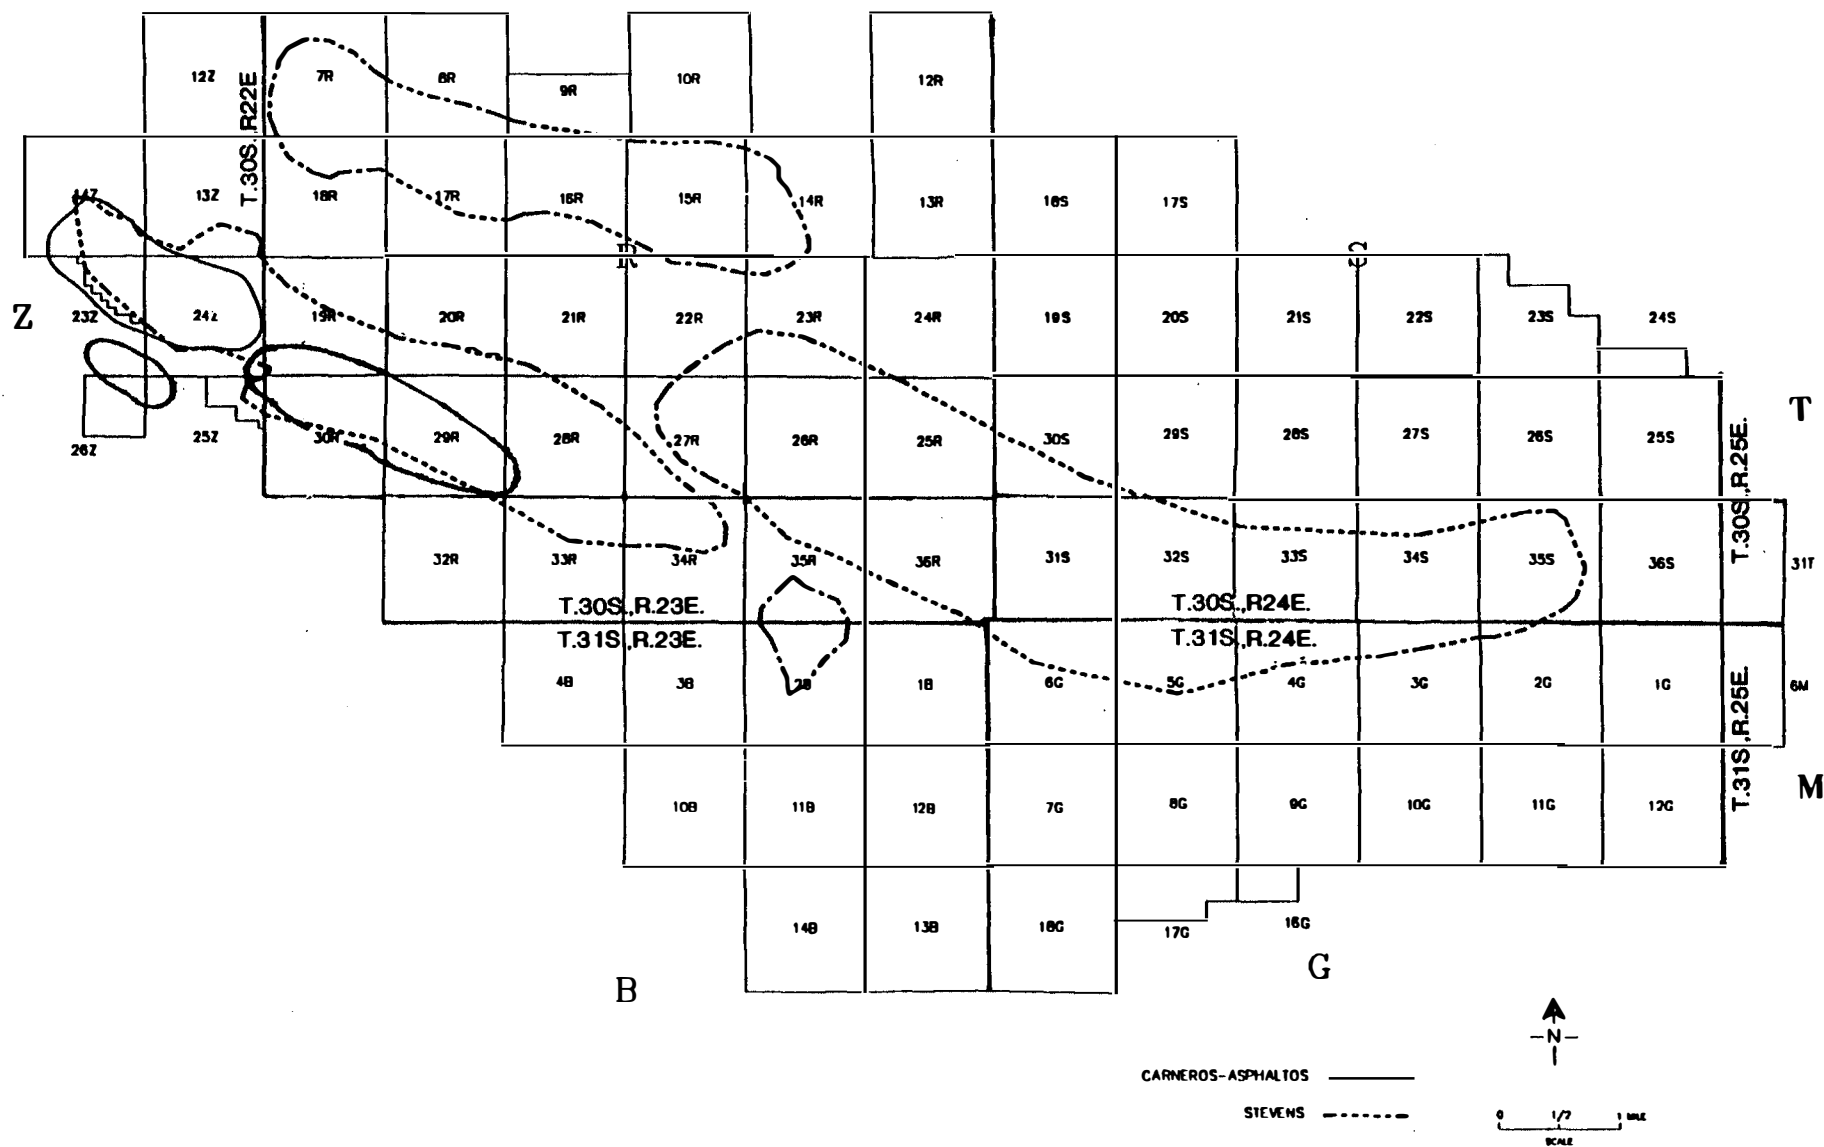 12Z 7R 8R 9R 10R 12R
T.30S.,R22E
14Z 13Z 18R 17R 16R 15R 14R 13R 16S 17S
R
Z 23Z 24Z 19R 20R 21R 22R 23R 24R 19S 20S 21S 22S 23S 24S
T
26Z 25Z 30R 29R 28R 27R 26R 25R 30S 29S 28S 27S 26S 25S
T.30S.,R.25E.
32R 33R 34R 35R 36R 31S 32S 33S 34S 35S 36S 31T
T.30S.,R.23E. T.30S.,R24E.
T.31S.,R.23E. T.31S.,R.24E.
4B 3B 2B 1B 6G 5G 4G 3G 2G 1G 6M
T.31S.,R.25E.
M
10B 11B 12B 7G 8G 9G 10G 11G 12G
14B 13B 18G 17G 16G
B G
N
CARNEROS-ASPHALTOS
STEVENS
0 1/2 1 MILE
SCALE